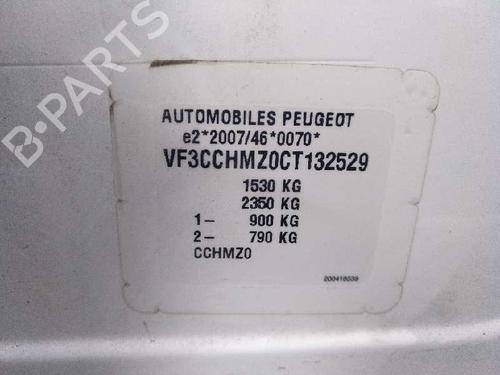 B-PARTS
AUTOMOBILES PEUGEOT
e2*2007/46*0070*
VF3CCHMZ0CT132529
1530 KG
2350 KG
1- 900 KG
2- 790 KG
CCHMZ0
200418039